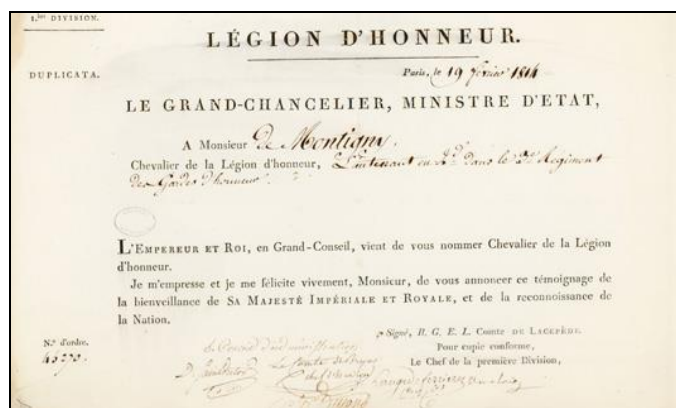 1.ère DIVISION.
LÉGION D'HONNEUR.
DUPLICATA.
Paris, le 19 février 1814
LE GRAND-CHANCELIER, MINISTRE D'ETAT,
A Monsieur De Montigny.
Chevalier de la Légion d'honneur, Lieutenant en 2.d dans le Regiment
des Gardes d'honneur.
L'EMPEREUR ET ROI, en Grand-Conseil, vient de vous nommer Chevalier de la Légion
d'honneur.
Je m'empresse et je me félicite vivement, Monsieur, de vous annoncer ce témoignage de
la bienveillance de SA MAJESTÉ IMPÉRIALE ET ROYALE, et de la reconnoissance de
la Nation.
N.º d'ordre.
Signé, B. G. E. L. Comte DE LACEPÈDE.
Pour copie conforme,
Le Chef de la première Division,